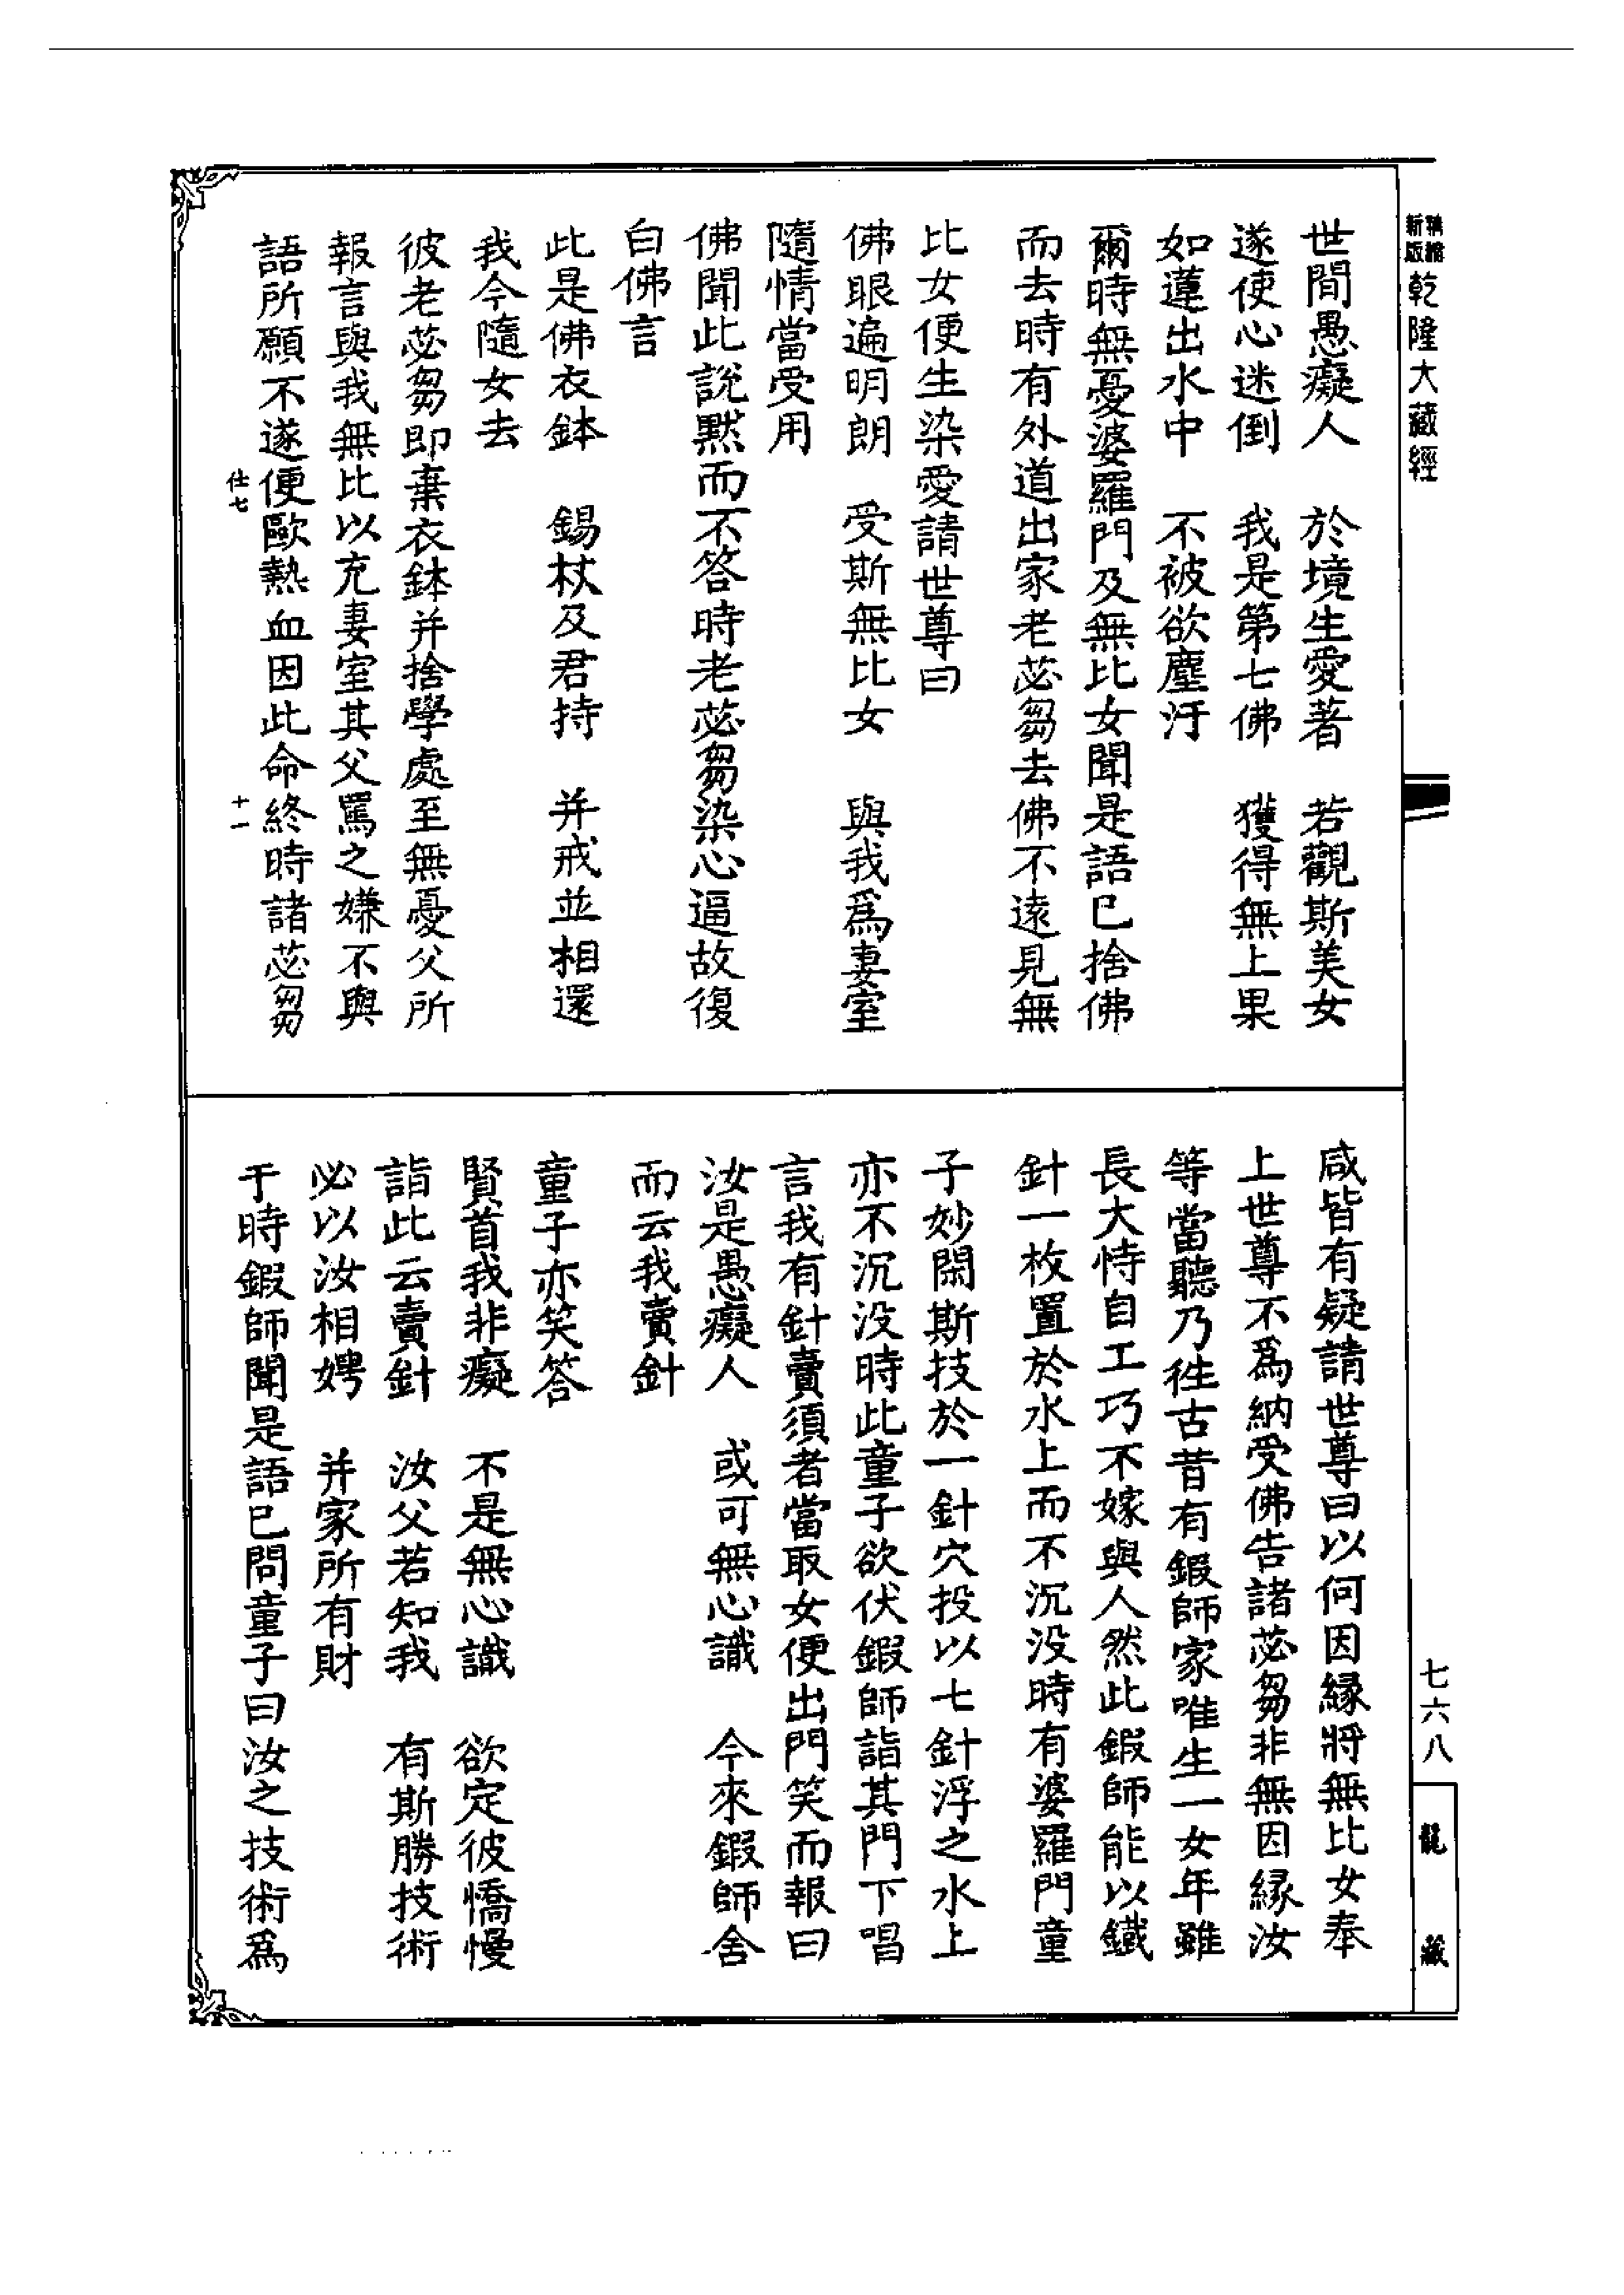 新版精縮乾隆大藏經
世間愚癡人　於境生愛著　若觀斯美女
遂使心迷倒　我是第七佛　獲得無上果
如蓮出水中　不被欲塵汙
爾時無憂婆羅門及無比女聞是語已捨佛
而去時有外道出家老苾芻去佛不遠見無
比女便生染愛請世尊曰
佛眼遍明朗　受斯無比女　與我爲妻室
隨情當受用
佛聞此說黙而不答時老苾芻染心逼故復
白佛言
此是佛衣鉢　錫杖及君持　并戒並相還
我今隨女去
彼老苾芻即棄衣鉢并捨學處至無憂父所
報言與我無比以充妻室其父罵之嫌不與
語所願不遂便歐熱血因此命終時諸苾芻
仕七
十一
咸皆有疑請世尊曰以何因縁將無比女奉
上世尊不爲納受佛告諸苾芻非無因縁汝
等當聽乃徃古昔有鍜師家唯生一女年雖
長大恃自工巧不嫁與人然此鍜師能以鐵
針一枚置於水上而不沉没時有婆羅門童
子妙閑斯技於一針穴投以七針浮之水上
亦不沉没時此童子欲伏鍜師詣其門下唱
言我有針賣須者當取女便出門笑而報曰
汝是愚癡人　或可無心識　今來鍜師舍
而云我賣針
童子亦笑答
賢首我非癡　不是無心識　欲定彼憍慢
詣此云賣針　汝父若知我　有斯勝技術
必以汝相娉　并家所有財
于時鍜師聞是語已問童子曰汝之技術爲
七六八
龍藏